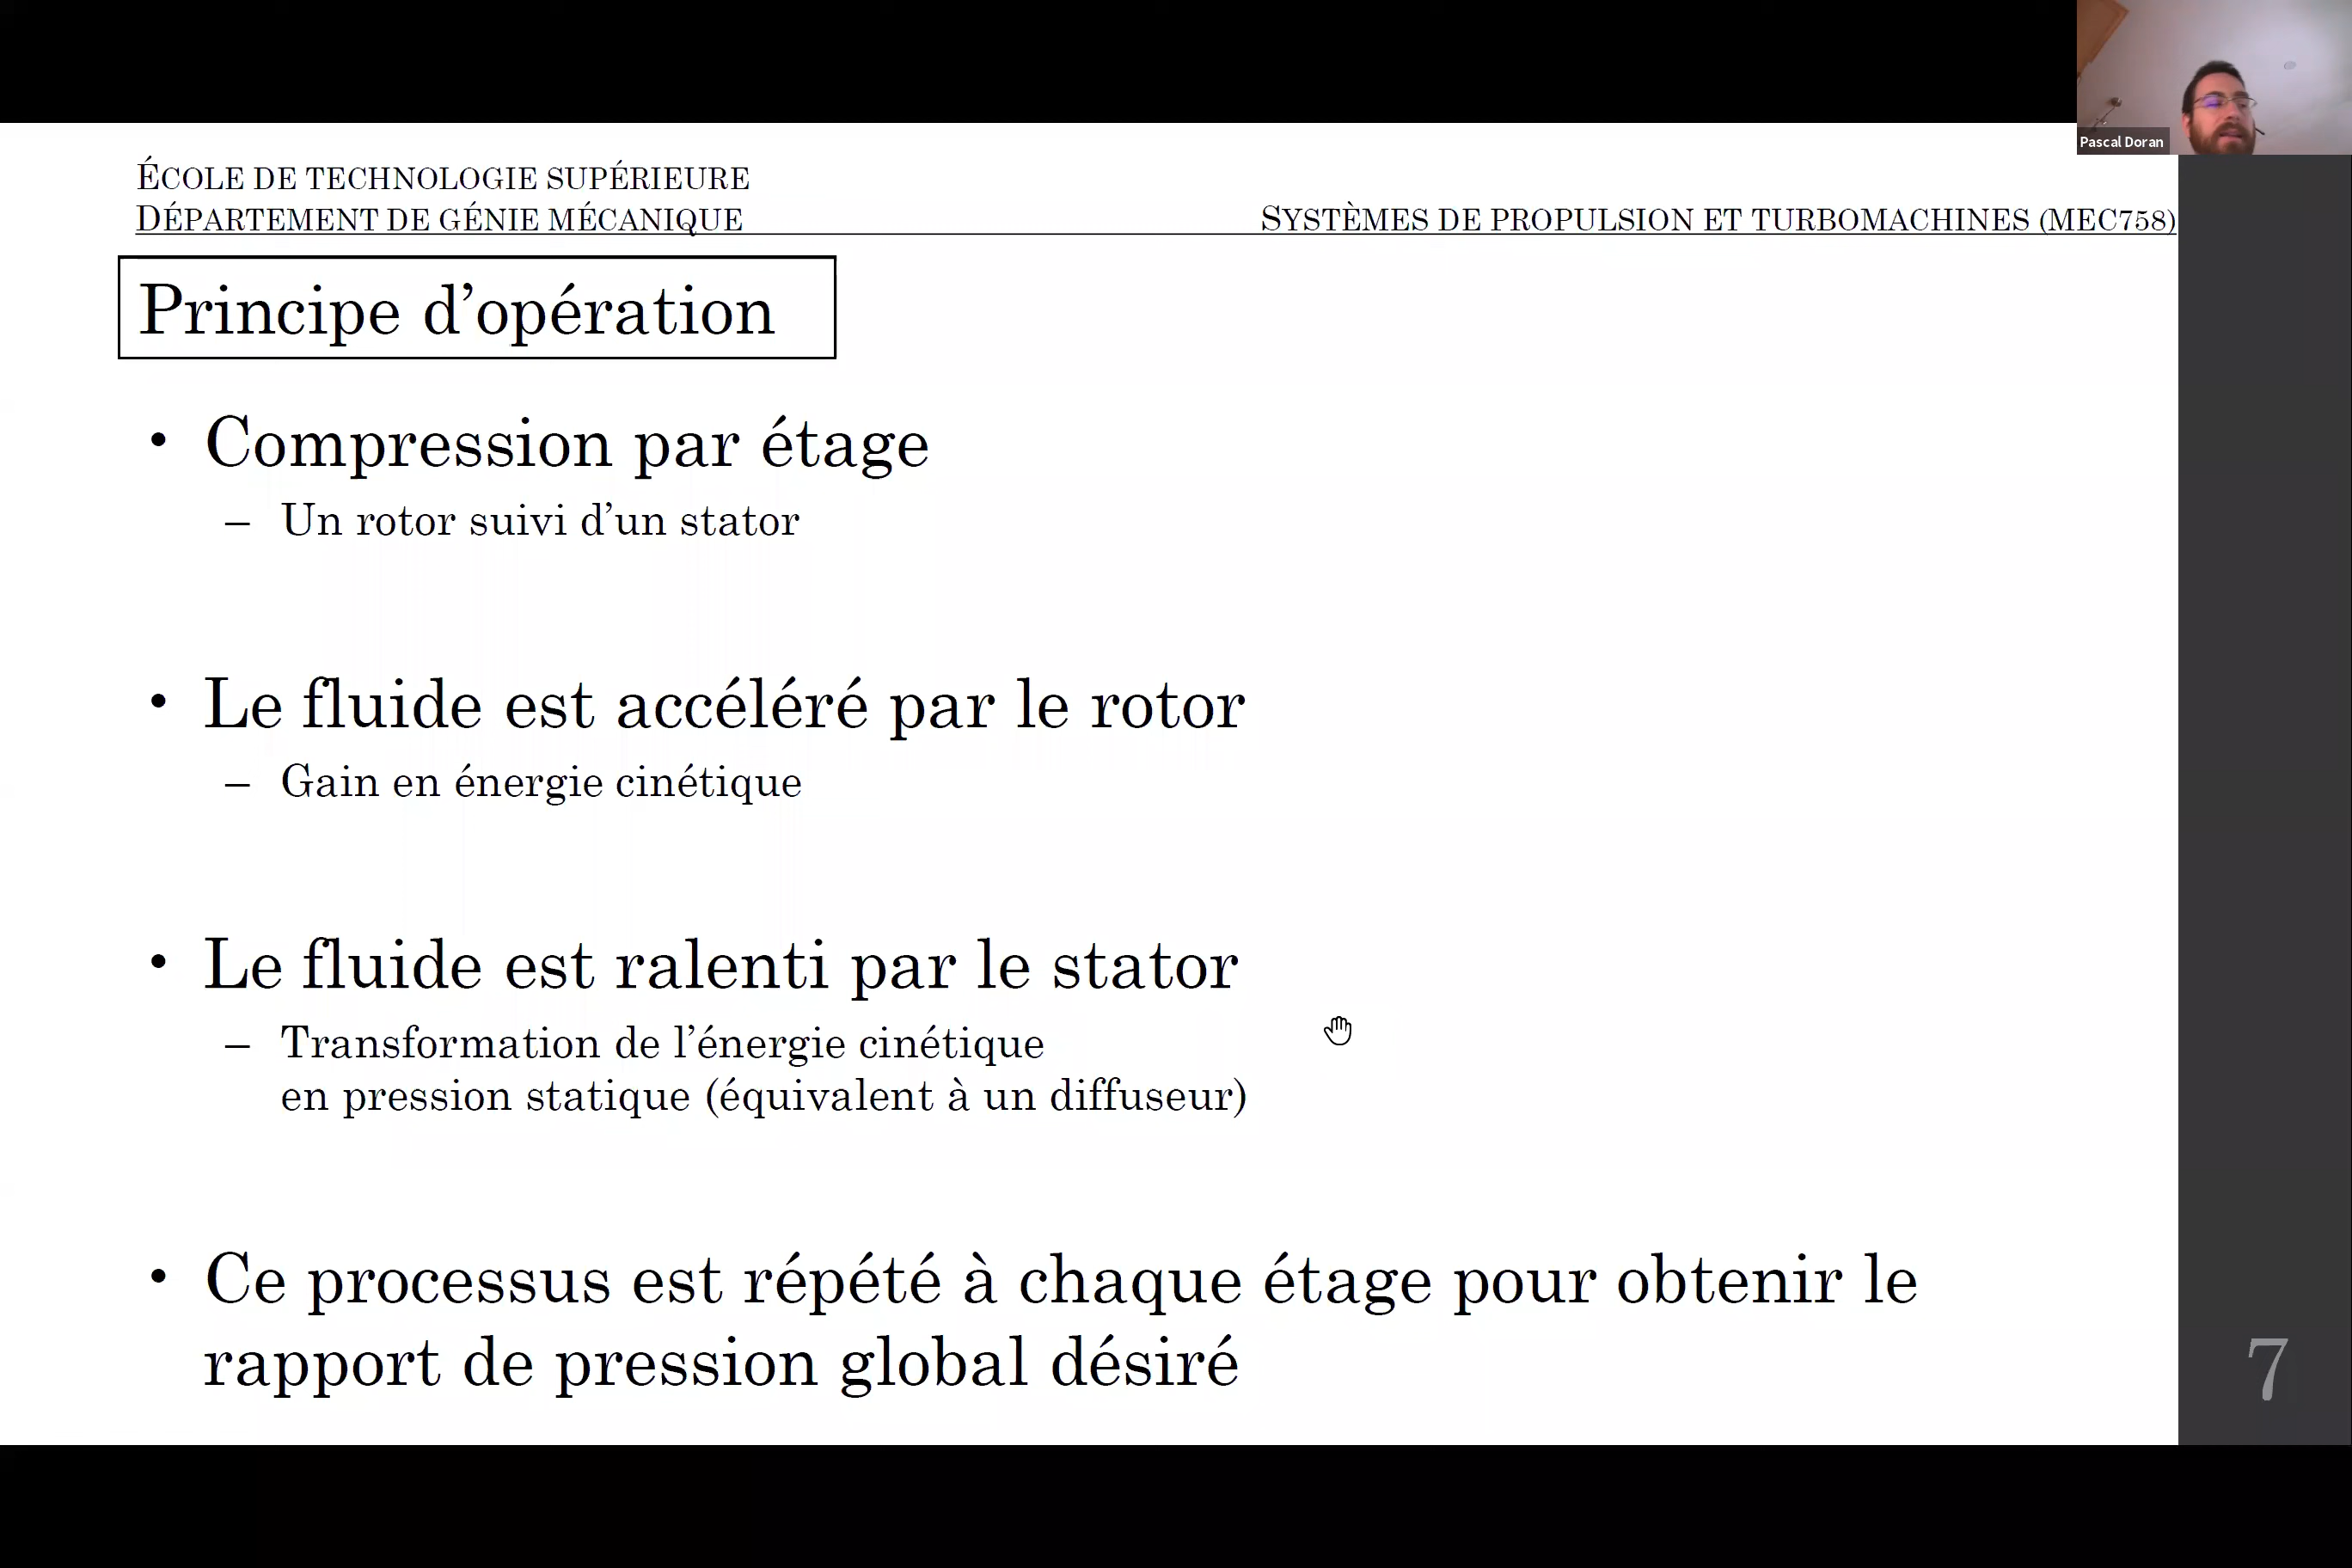 Pascal Doran
ÉCOLE DE TECHNOLOGIE SUPÉRIEURE
DÉPARTEMENT DE GÉNIE MÉCANIQUE
SYSTÈMES DE PROPULSION ET TURBOMACHINES (MEC758)
Principe d’opération
• Compression par étage
– Un rotor suivi d’un stator
• Le fluide est accéléré par le rotor
– Gain en énergie cinétique
• Le fluide est ralenti par le stator
– Transformation de l’énergie cinétique
en pression statique (équivalent à un diffuseur)
• Ce processus est répété à chaque étage pour obtenir le
rapport de pression global désiré
7